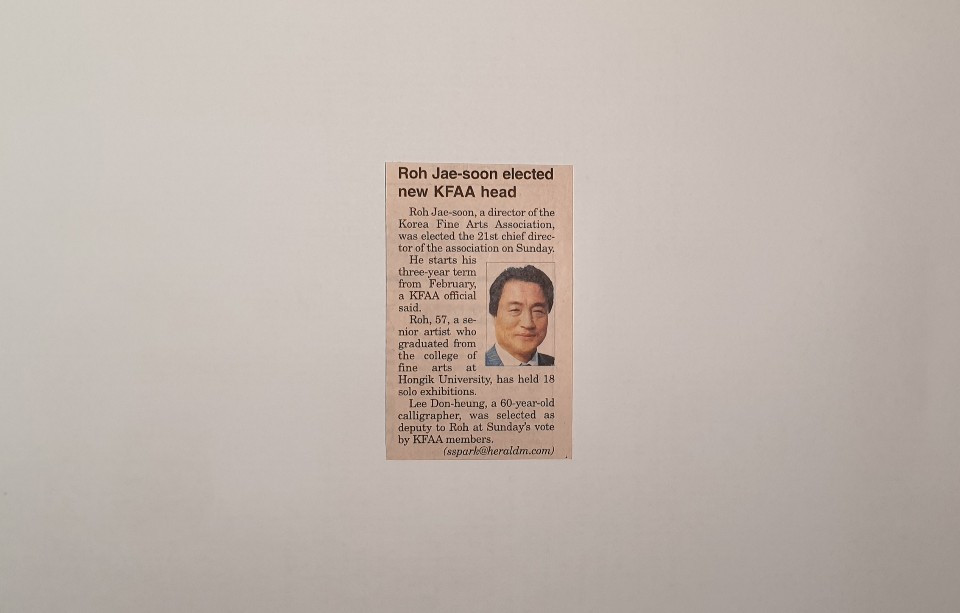 Roh Jae-soon elected
new KFAA head
Roh Jae-soon, a director of the
Korea Fine Arts Association,
was elected the 21st chief direc-
tor of the association on Sunday.
He starts his
three-year term
from February,
a KFAA official
said.
Roh, 57, a se-
nior artist who
graduated from
the college of
fine arts at
Hongik University, has held 18
solo exhibitions.
Lee Don-heung, a 60-year-old
calligrapher, was selected as
deputy to Roh at Sunday's vote
by KFAA members.
(sspark@heraldm.com)